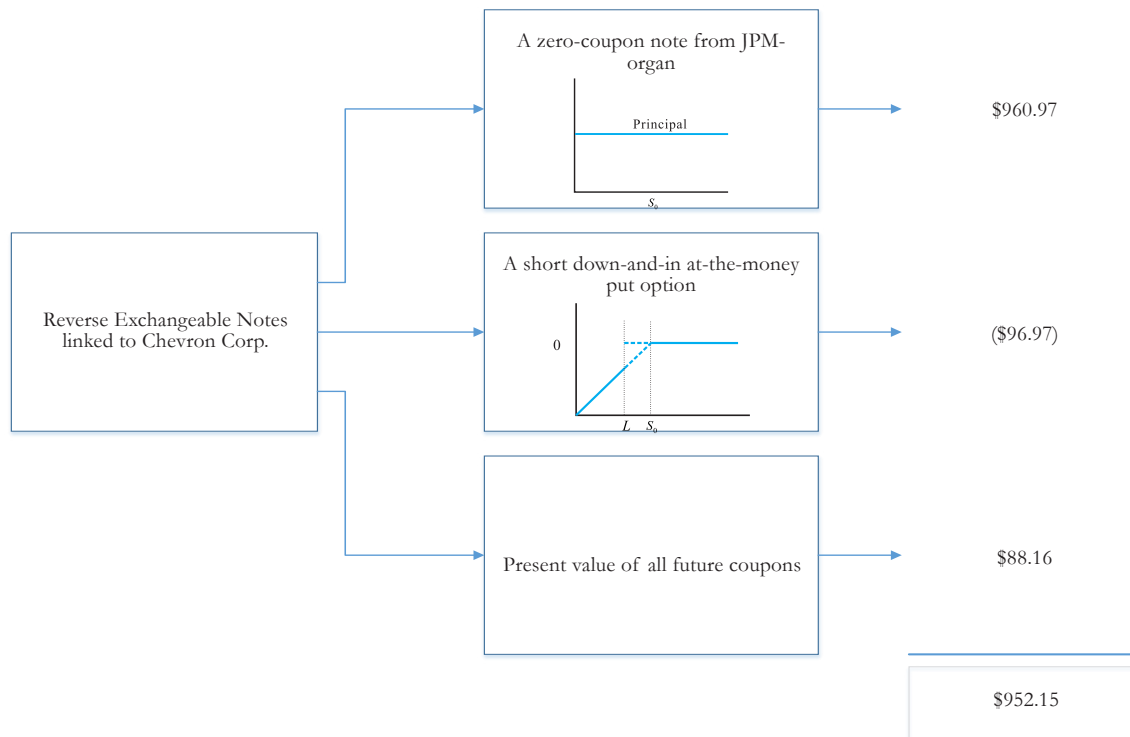 A zero-coupon note from JPM-
organ
Principal
S₀
$960.97
Reverse Exchangeable Notes
linked to Chevron Corp.
A short down-and-in at-the-money
put option
0
L S₀
($96.97)
Present value of all future coupons
$88.16
$952.15